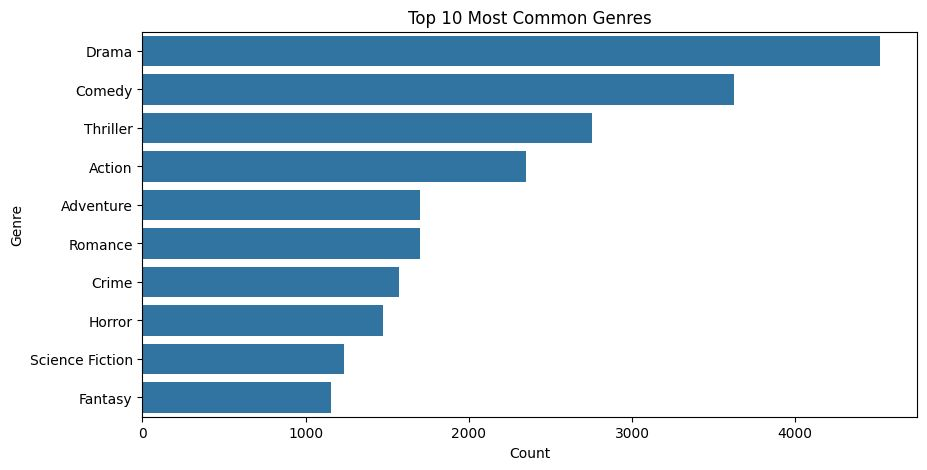 Top 10 Most Common Genres
Genre
Drama
Comedy
Thriller
Action
Adventure
Romance
Crime
Horror
Science Fiction
Fantasy
0 1000 2000 3000 4000
Count